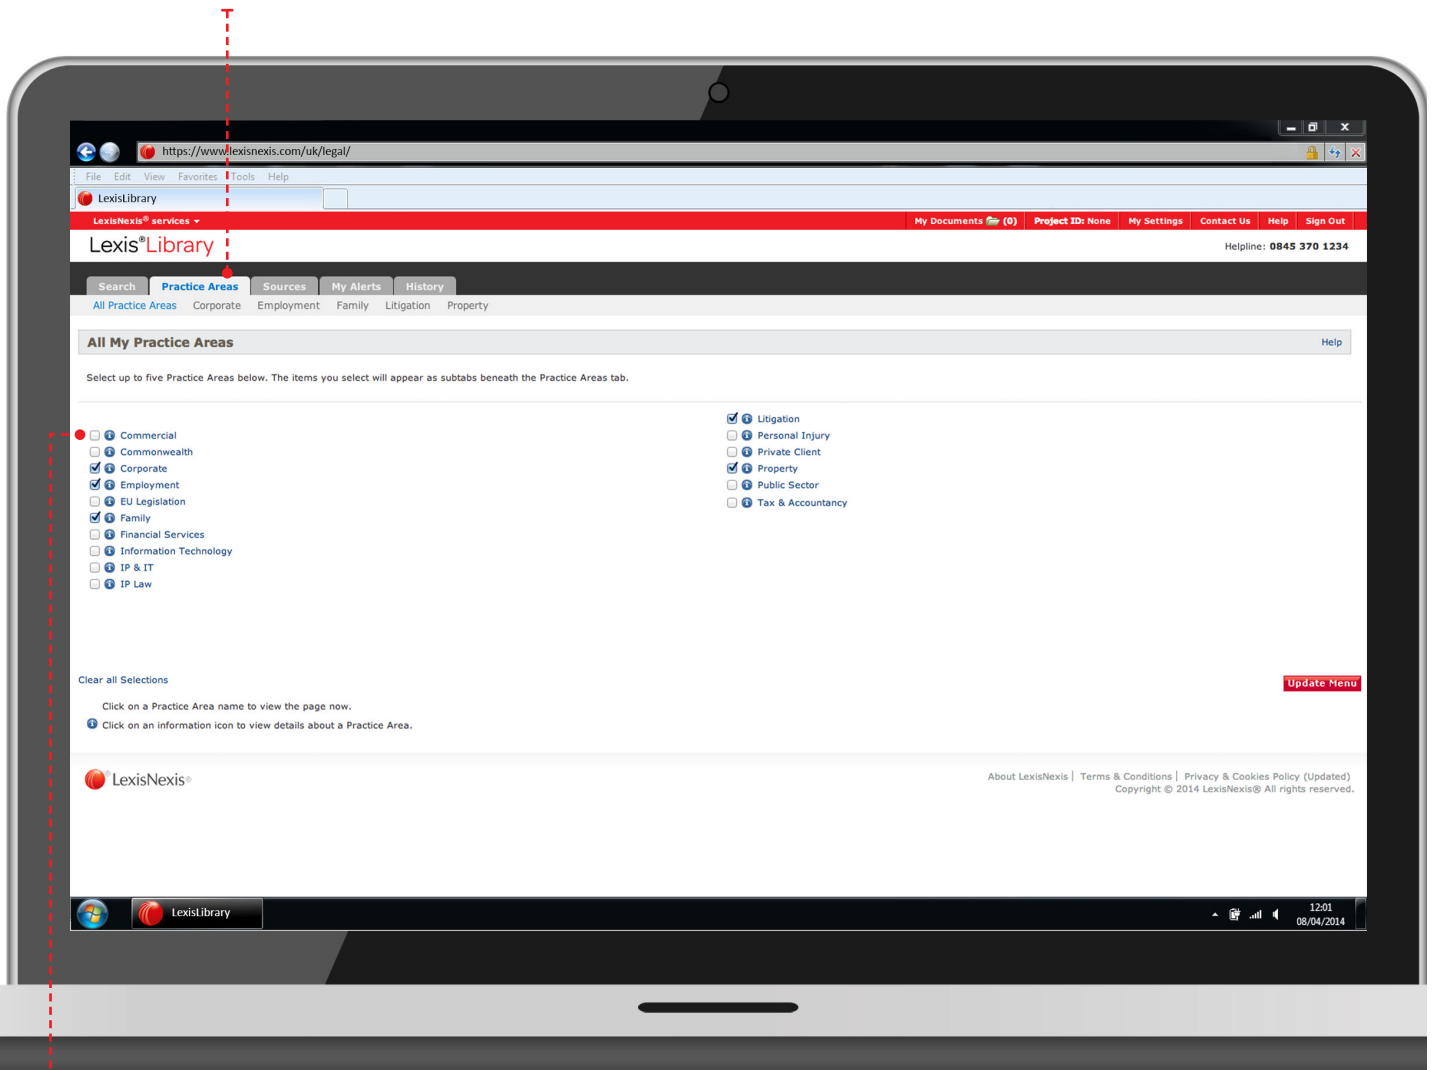 https://www.lexisnexis.com/uk/legal/
File Edit View Favorites Tools Help
LexisLibrary
LexisNexis® services My Documents (0) Project ID: None My Settings Contact Us Help Sign Out
Lexis®Library Helpline: 0845 370 1234
Search Practice Areas Sources My Alerts History
All Practice Areas Corporate Employment Family Litigation Property
All My Practice Areas Help
Select up to five Practice Areas below. The items you select will appear as subtabs beneath the Practice Areas tab.
Commercial
Commonwealth
Corporate
Employment
EU Legislation
Family
Financial Services
Information Technology
IP & IT
IP Law
Litigation
Personal Injury
Private Client
Property
Public Sector
Tax & Accountancy
Clear all Selections Update Menu
Click on a Practice Area name to view the page now.
Click on an information icon to view details about a Practice Area.
LexisNexis® About LexisNexis | Terms & Conditions | Privacy & Cookies Policy (Updated)
Copyright © 2014 LexisNexis® All rights reserved.
LexisLibrary 12:01
08/04/2014